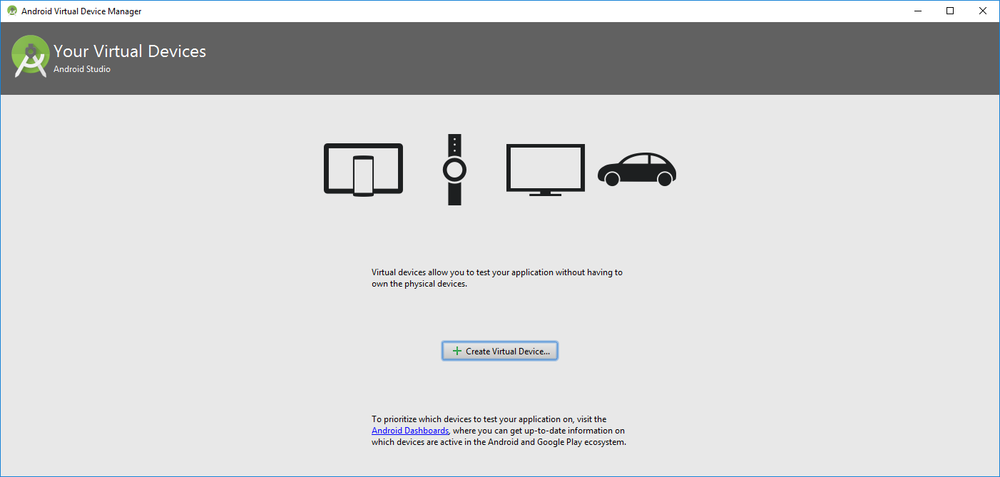 Android Virtual Device Manager
Your Virtual Devices
Android Studio
Virtual devices allow you to test your application without having to
own the physical devices.
Create Virtual Device...
To prioritize which devices to test your application on, visit the
Android Dashboards, where you can get up-to-date information on
which devices are active in the Android and Google Play ecosystem.